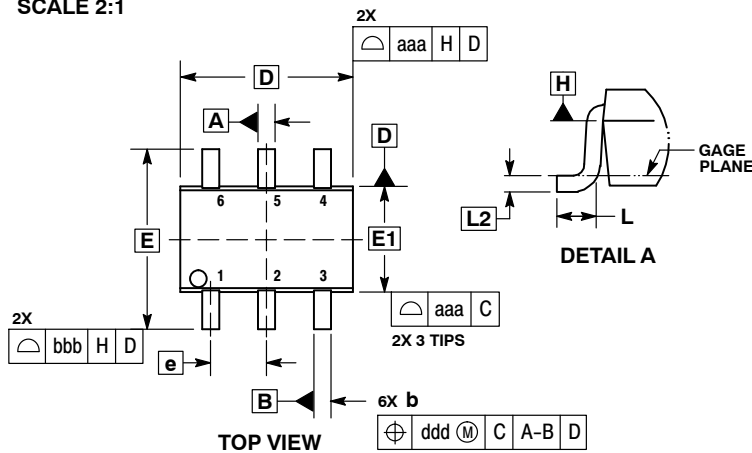 SCALE 2:1
2X
⌓ aaa H D
D
A
D
H
GAGE
PLANE
6 5 4
L2
L
E
E1
DETAIL A
1 2 3
⌓ aaa C
2X 3 TIPS
2X
⌓ bbb H D
e
B
6X b
⌖ ddd Ⓜ C A-B D
TOP VIEW